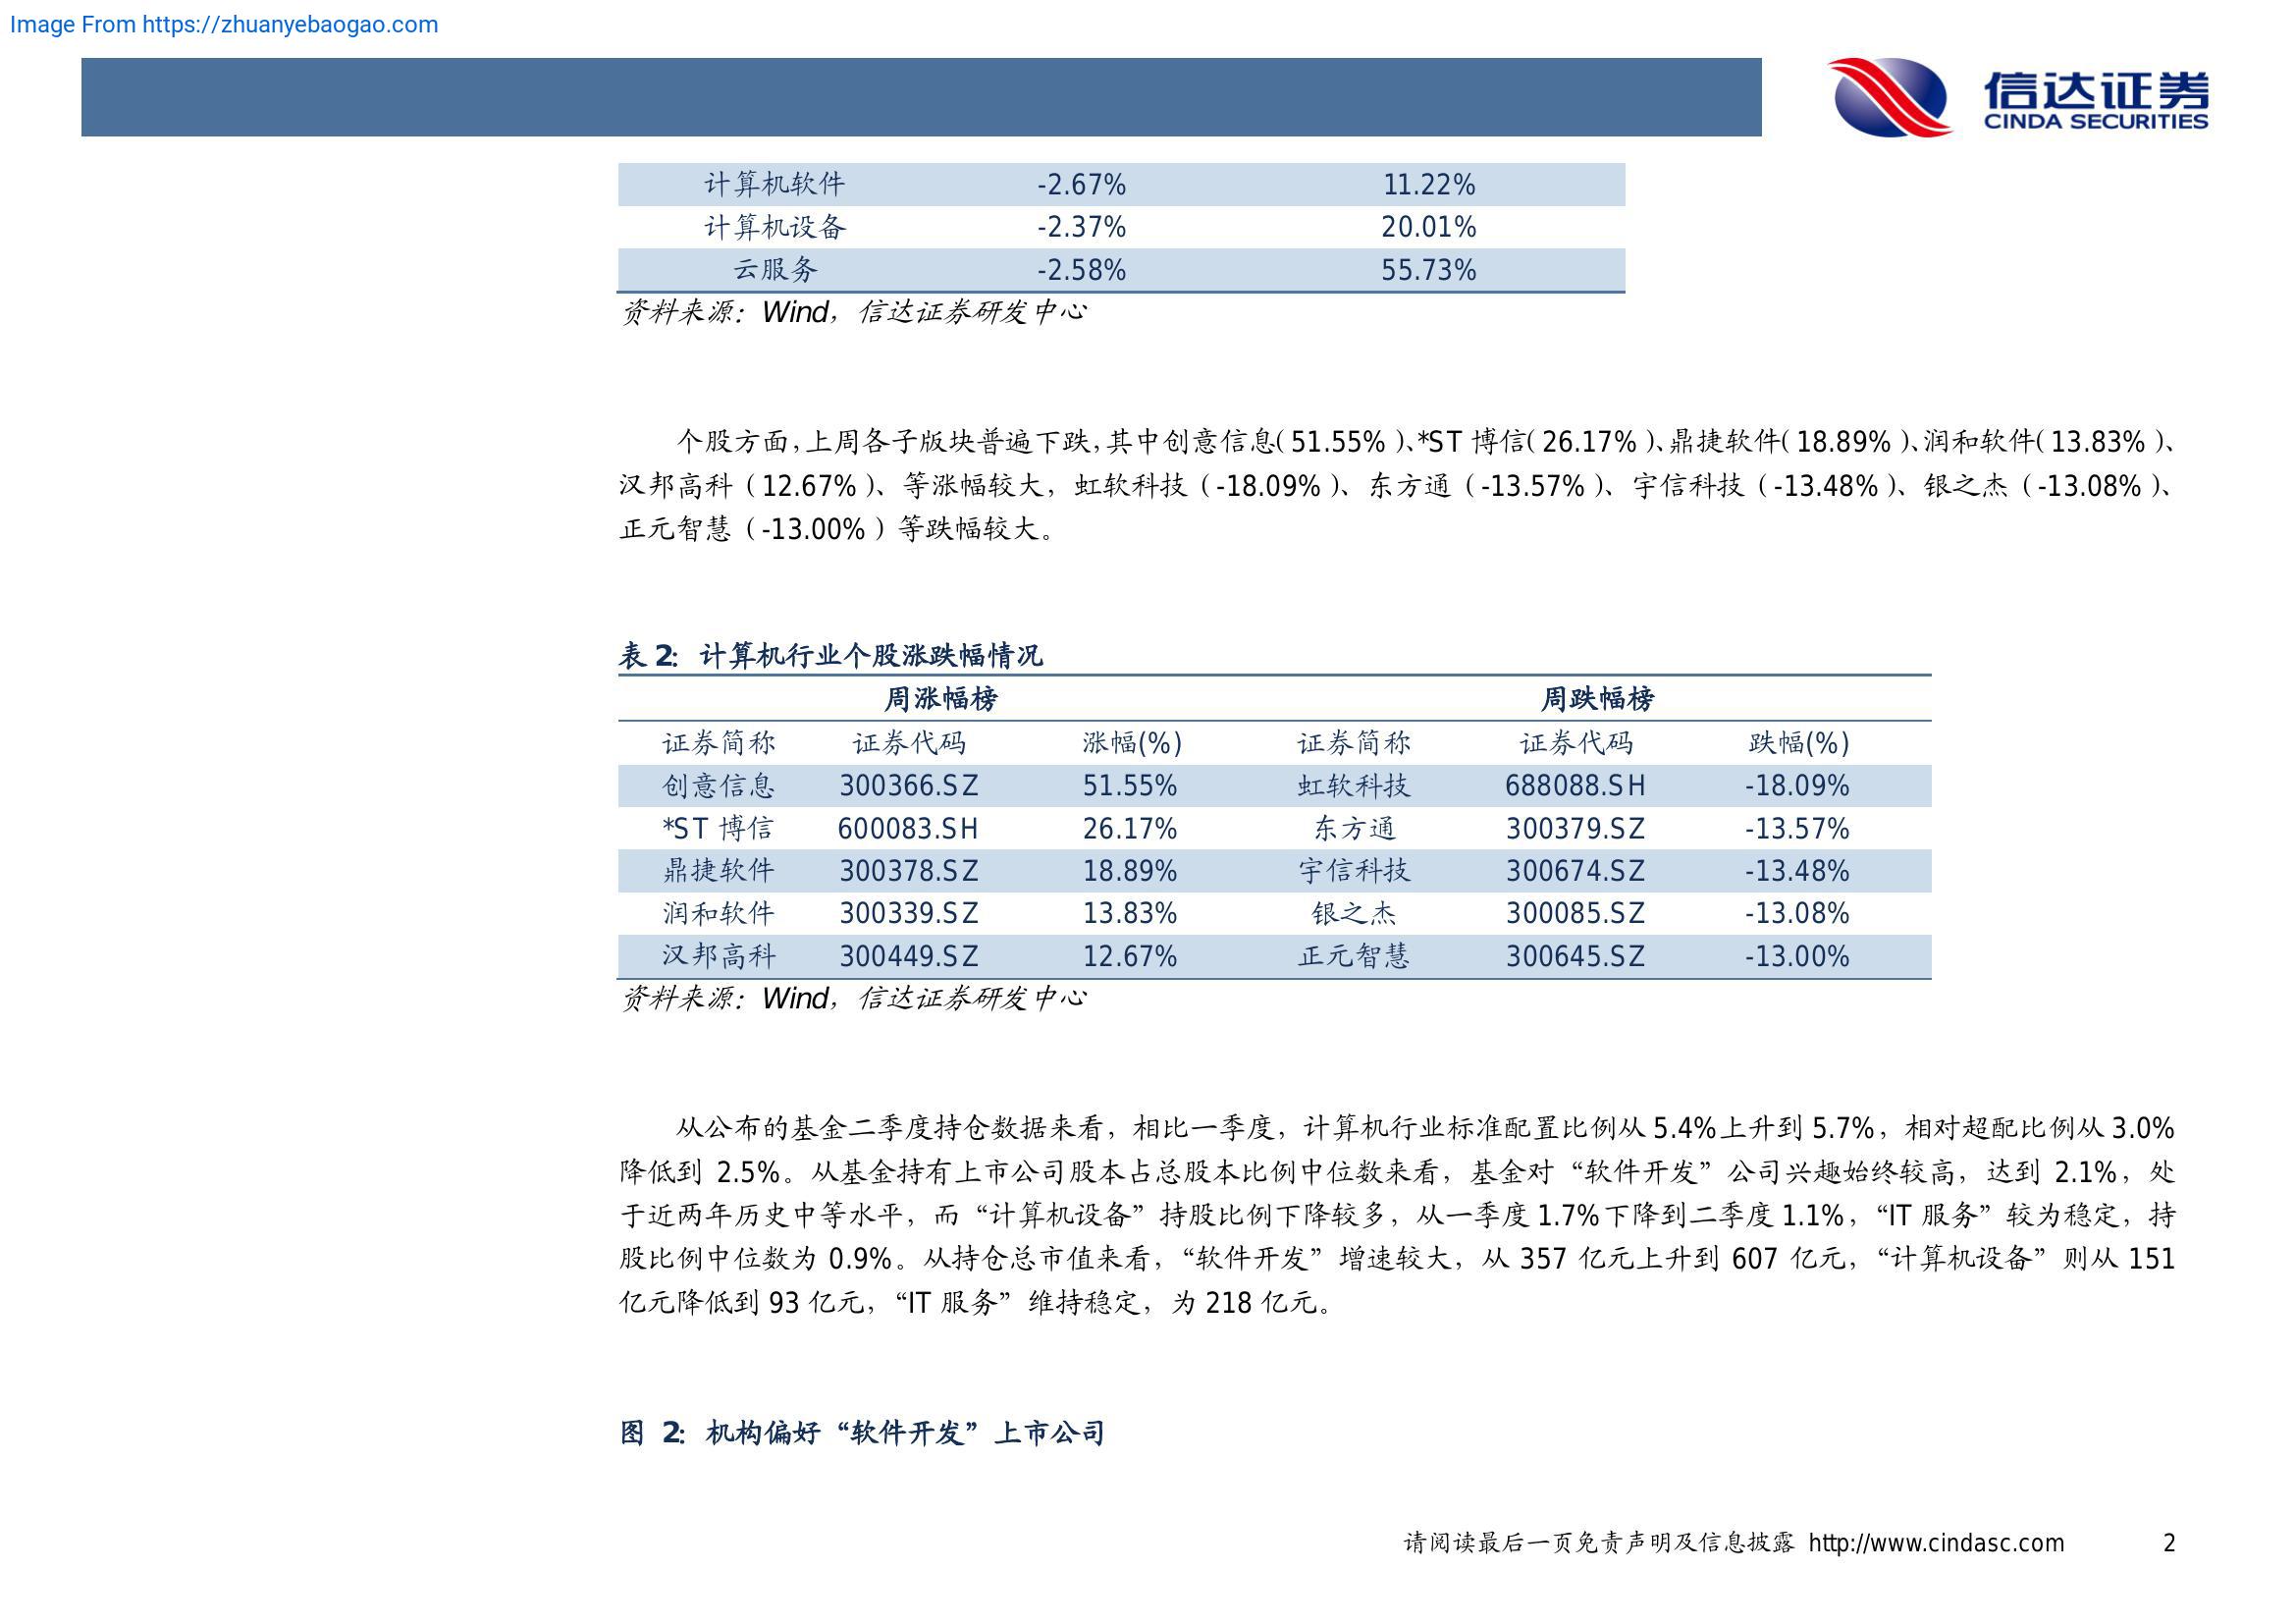 Image From https://zhuanyebaogao.com
信达证券
CINDA SECURITIES
计算机软件 -2.67% 11.22%
计算机设备 -2.37% 20.01%
云服务 -2.58% 55.73%
资料来源：Wind，信达证券研发中心
个股方面，上周各子版块普遍下跌，其中创意信息（51.55%）、*ST 博信（26.17%）、鼎捷软件（18.89%）、润和软件（13.83%）、
汉邦高科（12.67%）、等涨幅较大，虹软科技（-18.09%）、东方通（-13.57%）、宇信科技（-13.48%）、银之杰（-13.08%）、
正元智慧（-13.00%）等跌幅较大。
表 2：计算机行业个股涨跌幅情况
周涨幅榜 周跌幅榜
证券简称 证券代码 涨幅(%) 证券简称 证券代码 跌幅(%)
创意信息 300366.SZ 51.55% 虹软科技 688088.SH -18.09%
*ST 博信 600083.SH 26.17% 东方通 300379.SZ -13.57%
鼎捷软件 300378.SZ 18.89% 宇信科技 300674.SZ -13.48%
润和软件 300339.SZ 13.83% 银之杰 300085.SZ -13.08%
汉邦高科 300449.SZ 12.67% 正元智慧 300645.SZ -13.00%
资料来源：Wind，信达证券研发中心
从公布的基金二季度持仓数据来看，相比一季度，计算机行业标准配置比例从 5.4%上升到 5.7%，相对超配比例从 3.0%
降低到 2.5%。从基金持有上市公司股本占总股本比例中位数来看，基金对“软件开发”公司兴趣始终较高，达到 2.1%，处
于近两年历史中等水平，而“计算机设备”持股比例下降较多，从一季度 1.7%下降到二季度 1.1%，“IT 服务”较为稳定，持
股比例中位数为 0.9%。从持仓总市值来看，“软件开发”增速较大，从 357 亿元上升到 607 亿元，“计算机设备”则从 151
亿元降低到 93 亿元，“IT 服务”维持稳定，为 218 亿元。
图 2：机构偏好“软件开发”上市公司
请阅读最后一页免责声明及信息披露 http://www.cindasc.com 2